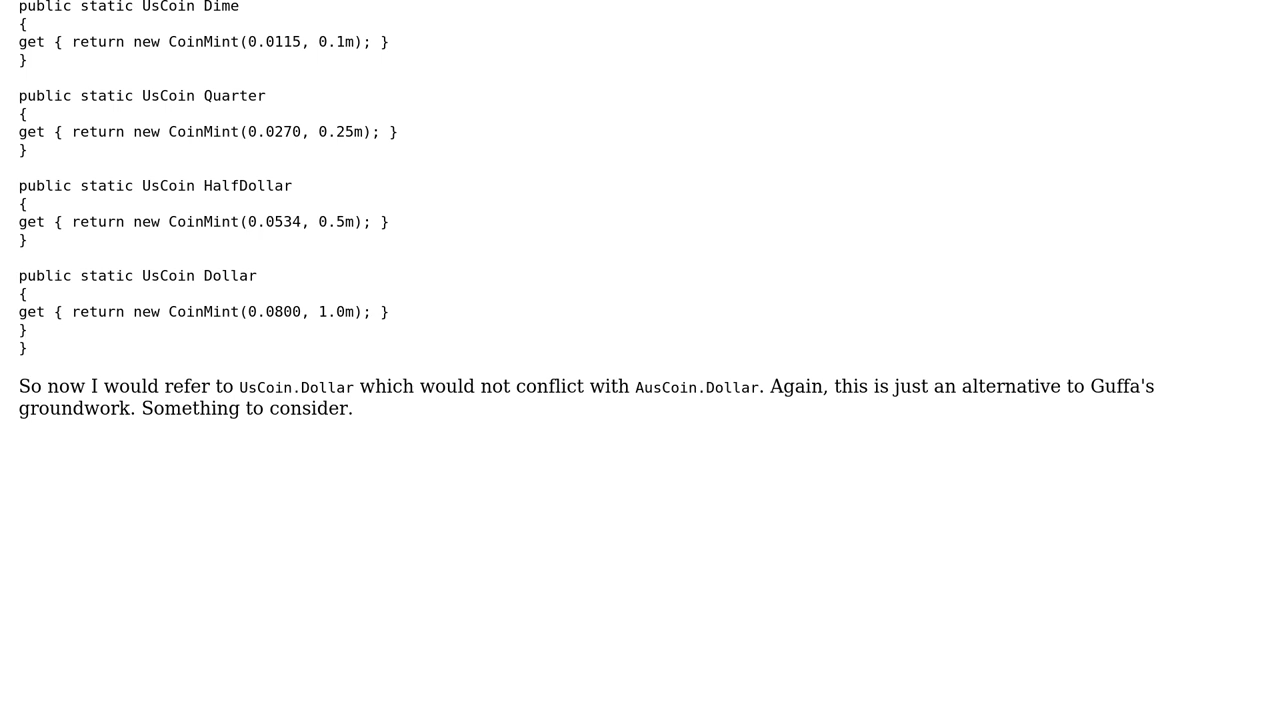 public static UsCoin Dime
{
get { return new CoinMint(0.0115, 0.1m); }
}
public static UsCoin Quarter
{
get { return new CoinMint(0.0270, 0.25m); }
}
public static UsCoin HalfDollar
{
get { return new CoinMint(0.0534, 0.5m); }
}
public static UsCoin Dollar
{
get { return new CoinMint(0.0800, 1.0m); }
}
}
So now I would refer to UsCoin.Dollar which would not conflict with AusCoin.Dollar. Again, this is just an alternative to Guffa's
groundwork. Something to consider.